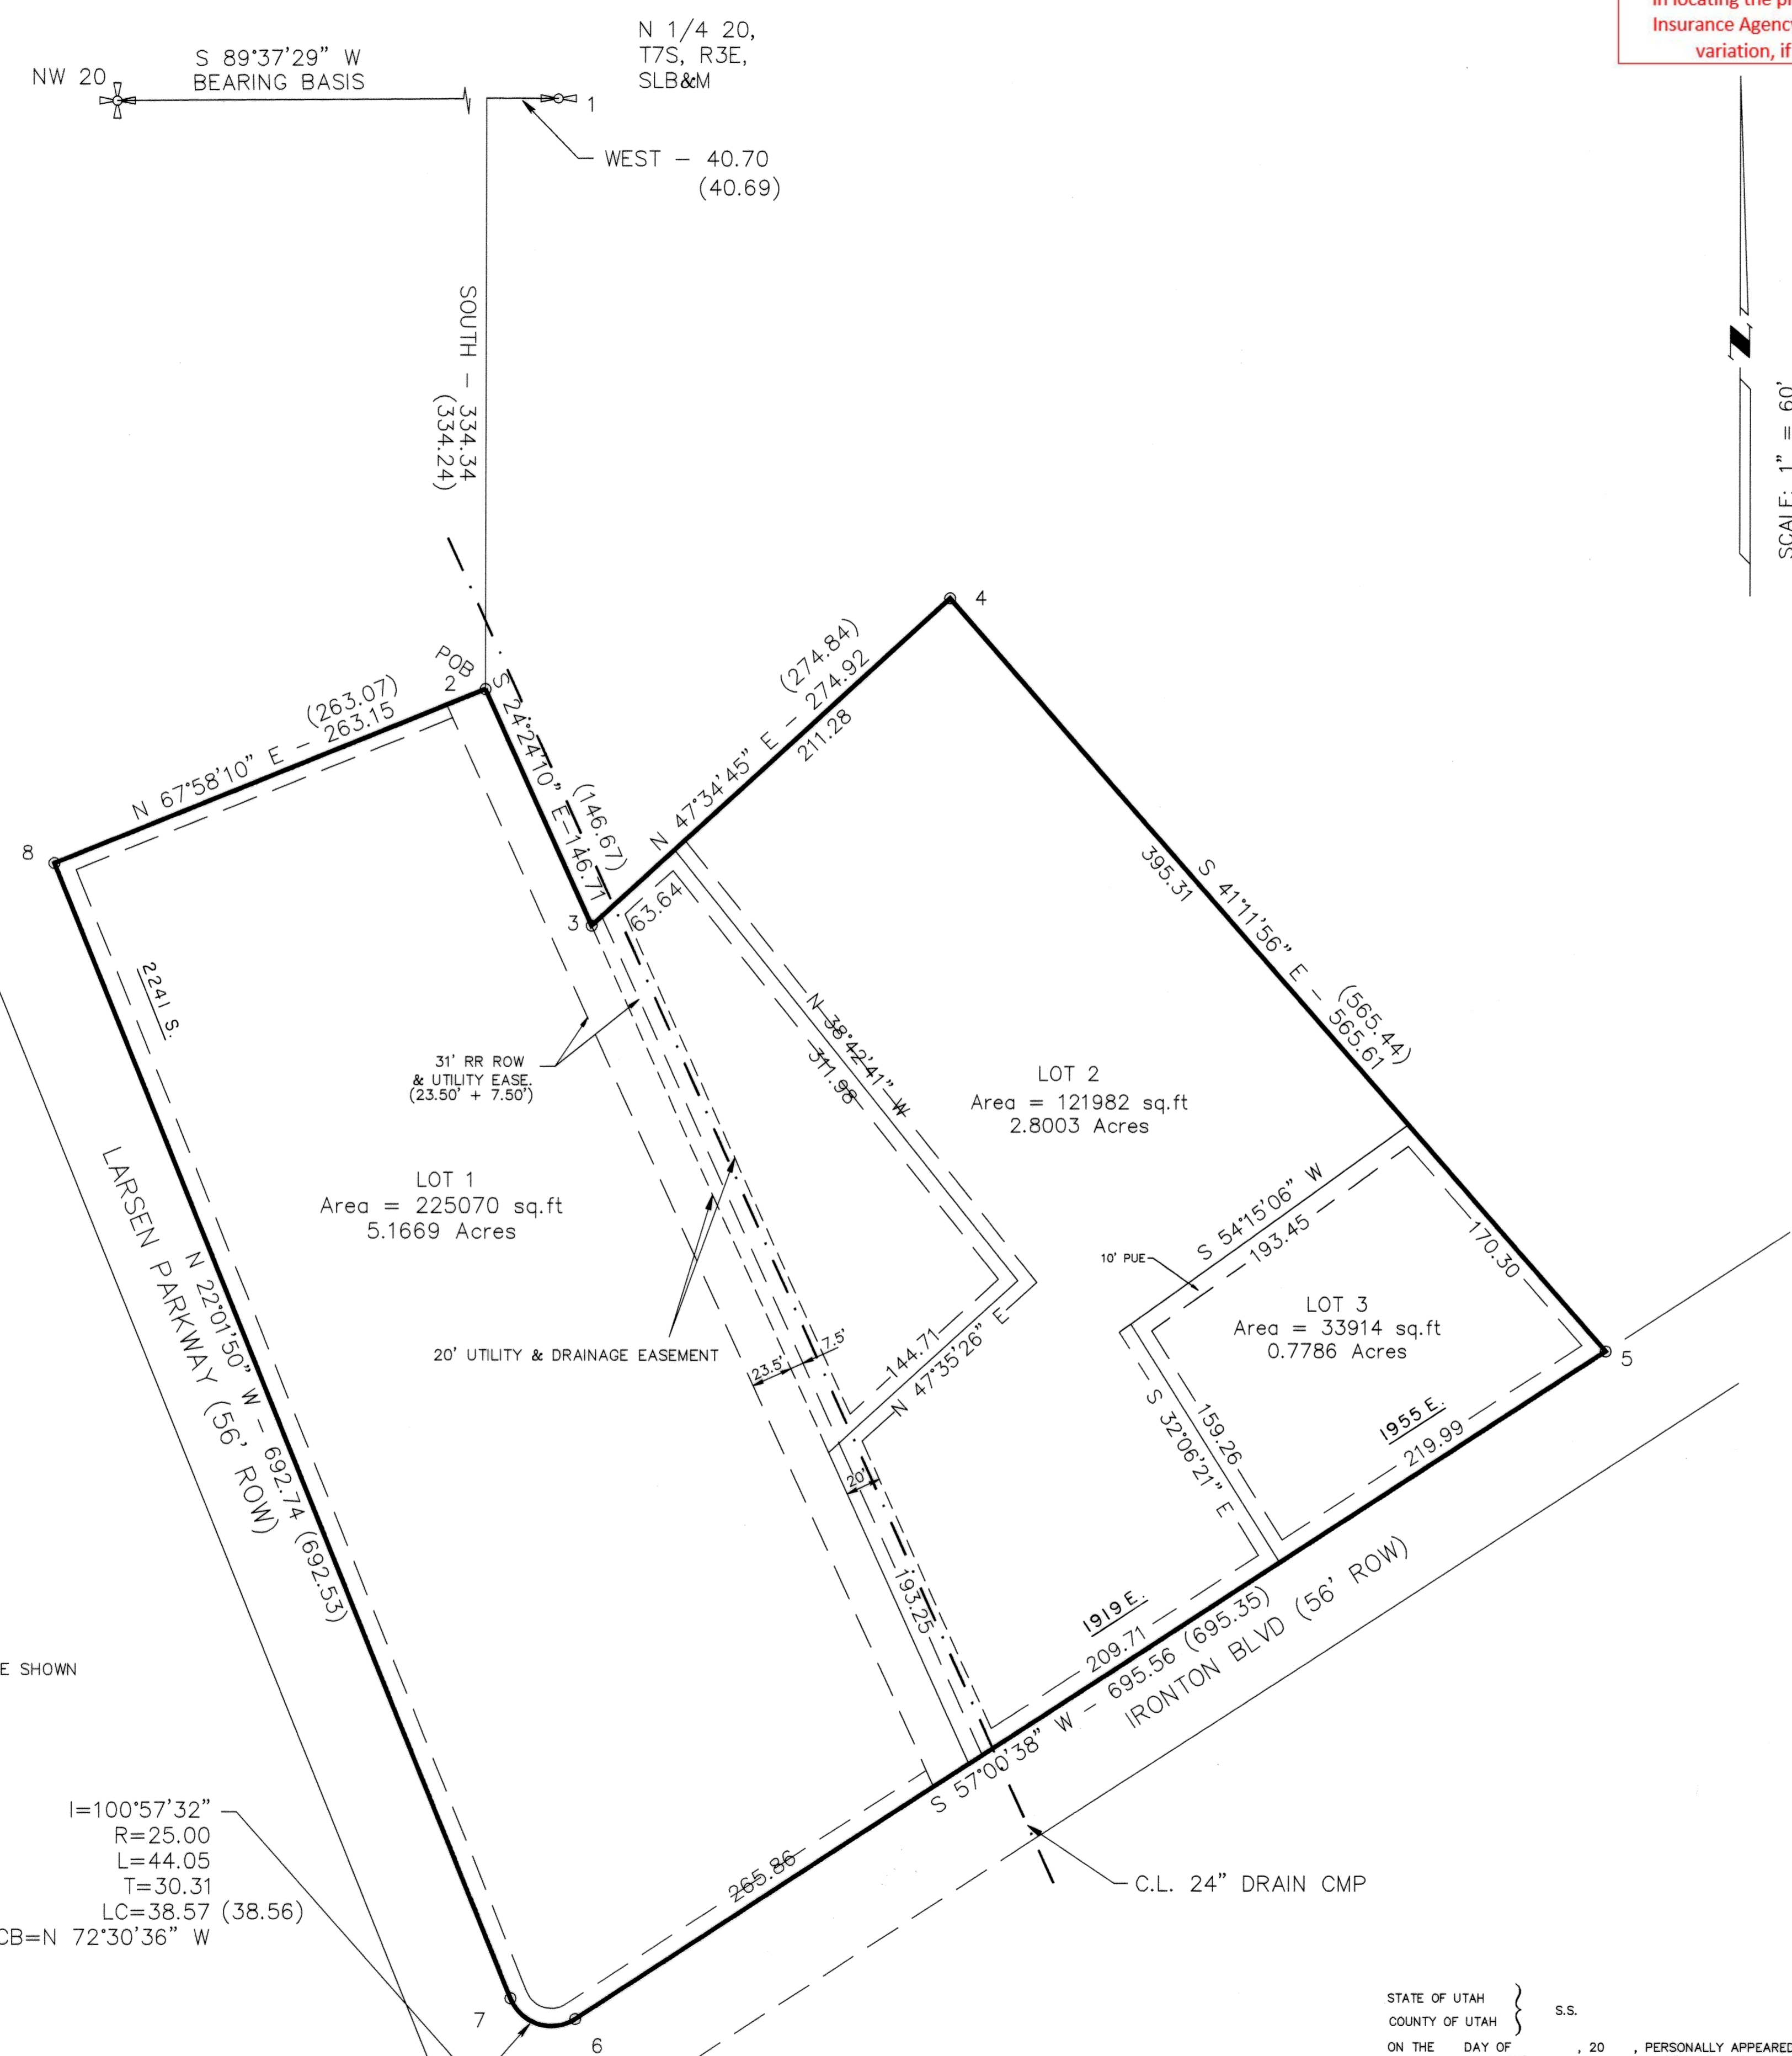 in locating the
Insurance Agency
variation, if
N 1/4 20,
T7S, R3E,
SLB&M
S 89°37'29" W
BEARING BASIS
NW 20
1
WEST - 40.70
(40.69)
SOUTH - 334.34
(334.24)
SCALE: 1" = 60'
4
POB
2
(263.07)
N 67°58'10" E - 263.15
8
S 24°24'10" E-146.71
(146.67)
3
(274.84)
N 47°34'45" E - 274.92
211.28
63.64
S 41°11'56" E - 565.61
(565.44)
395.31
2241 S.
31' RR ROW
& UTILITY EASE.
(23.50' + 7.50')
N 38°42'41" W
311.98
LOT 2
Area = 121982 sq.ft
2.8003 Acres
LOT 1
Area = 225070 sq.ft
5.1669 Acres
LARSEN PARKWAY (56' ROW)
N 22°01'50" W - 692.74 (692.53)
S 54°15'06" W
193.45
10' PUE
170.30
LOT 3
Area = 33914 sq.ft
0.7786 Acres
5
20' UTILITY & DRAINAGE EASEMENT
23.5'
7.5'
144.71
N 47°35'26" E
159.26
S 32°06'21" E
1955 E.
219.99
20'
193.25
1919 E.
209.71
S 57°00'38" W - 695.56 (695.35)
IRONTON BLVD (56' ROW)
E SHOWN
I=100°57'32"
R=25.00
L=44.05
T=30.31
LC=38.57 (38.56)
CB=N 72°30'36" W
265.86
C.L. 24" DRAIN CMP
7
6
STATE OF UTAH
COUNTY OF UTAH
S.S.
ON THE DAY OF , 20 , PERSONALLY APPEARED